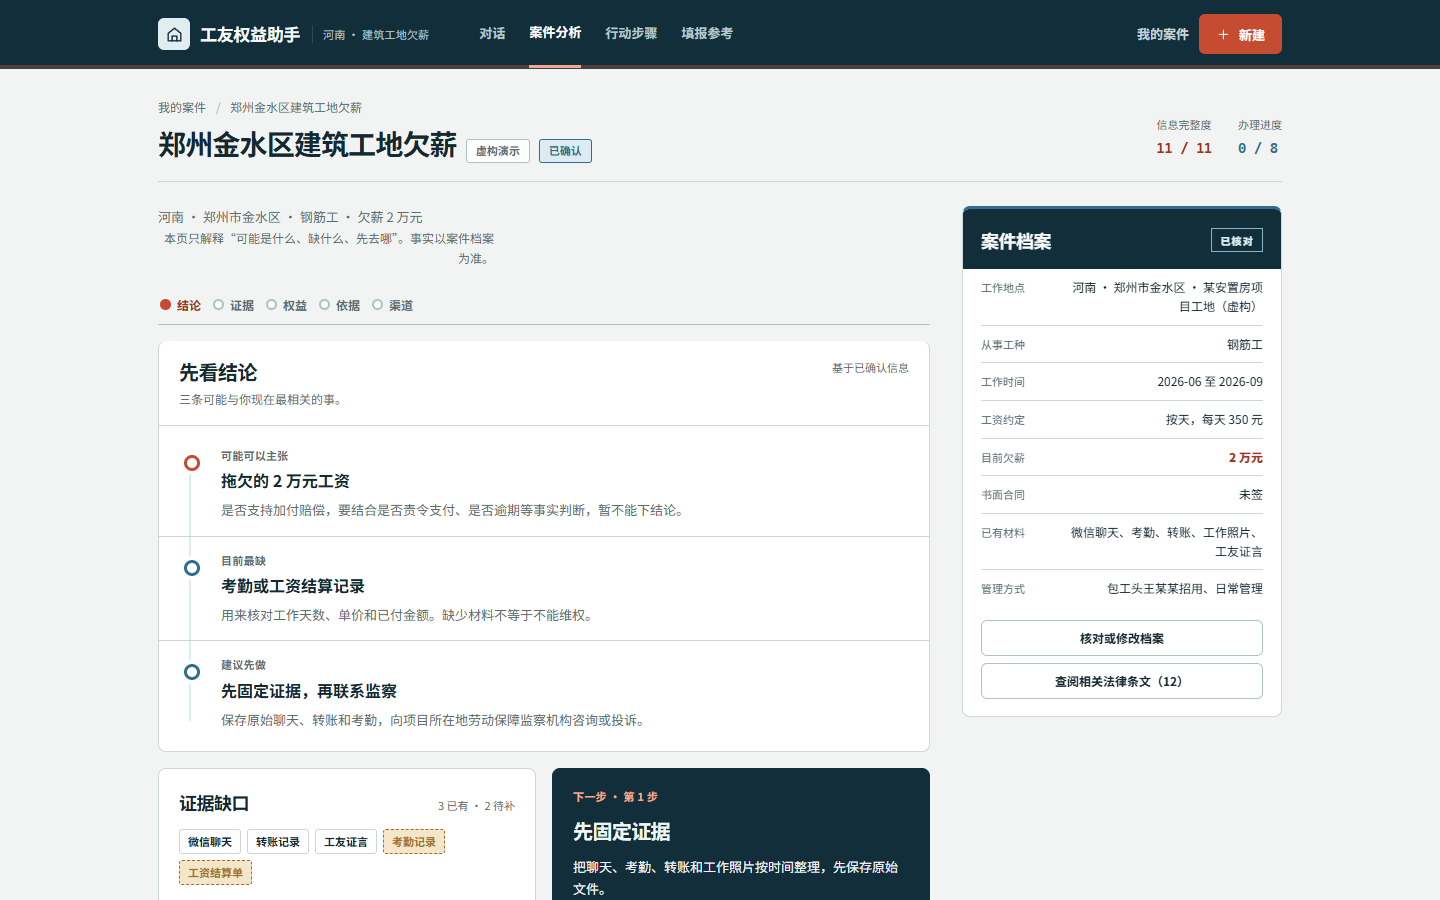 工友权益助手
河南 · 建筑工地欠薪
对话
案件分析
行动步骤
填报参考
我的案件
+ 新建
我的案件 / 郑州金水区建筑工地欠薪
郑州金水区建筑工地欠薪
虚构演示
已确认
信息完整度
11 / 11
办理进度
0 / 8
河南 · 郑州市金水区 · 钢筋工 · 欠薪 2 万元
本页只解释“可能是什么、缺什么、先去哪”。事实以案件档案
为准。
结论
证据
权益
依据
渠道
先看结论
基于已确认信息
三条可能与你现在最相关的事。
可能可以主张
拖欠的 2 万元工资
是否支持加付赔偿，要结合是否责令支付、是否逾期等事实判断，暂不能下结论。
目前最缺
考勤或工资结算记录
用来核对工作天数、单价和已付金额。缺少材料不等于不能维权。
建议先做
先固定证据，再联系监察
保存原始聊天、转账和考勤，向项目所在地劳动保障监察机构咨询或投诉。
证据缺口
3 已有 · 2 待补
微信聊天
转账记录
工友证言
考勤记录
工资结算单
下一步 · 第 1 步
先固定证据
把聊天、考勤、转账和工作照片按时间整理，先保存原始
文件。
案件档案
已核对
工作地点
河南 · 郑州市金水区 · 某安置房项
目工地（虚构）
从事工种
钢筋工
工作时间
2026-06 至 2026-09
工资约定
按天，每天 350 元
目前欠薪
2 万元
书面合同
未签
已有材料
微信聊天、考勤、转账、工作照片、
工友证言
管理方式
包工头王某某招用、日常管理
核对或修改档案
查阅相关法律条文（12）